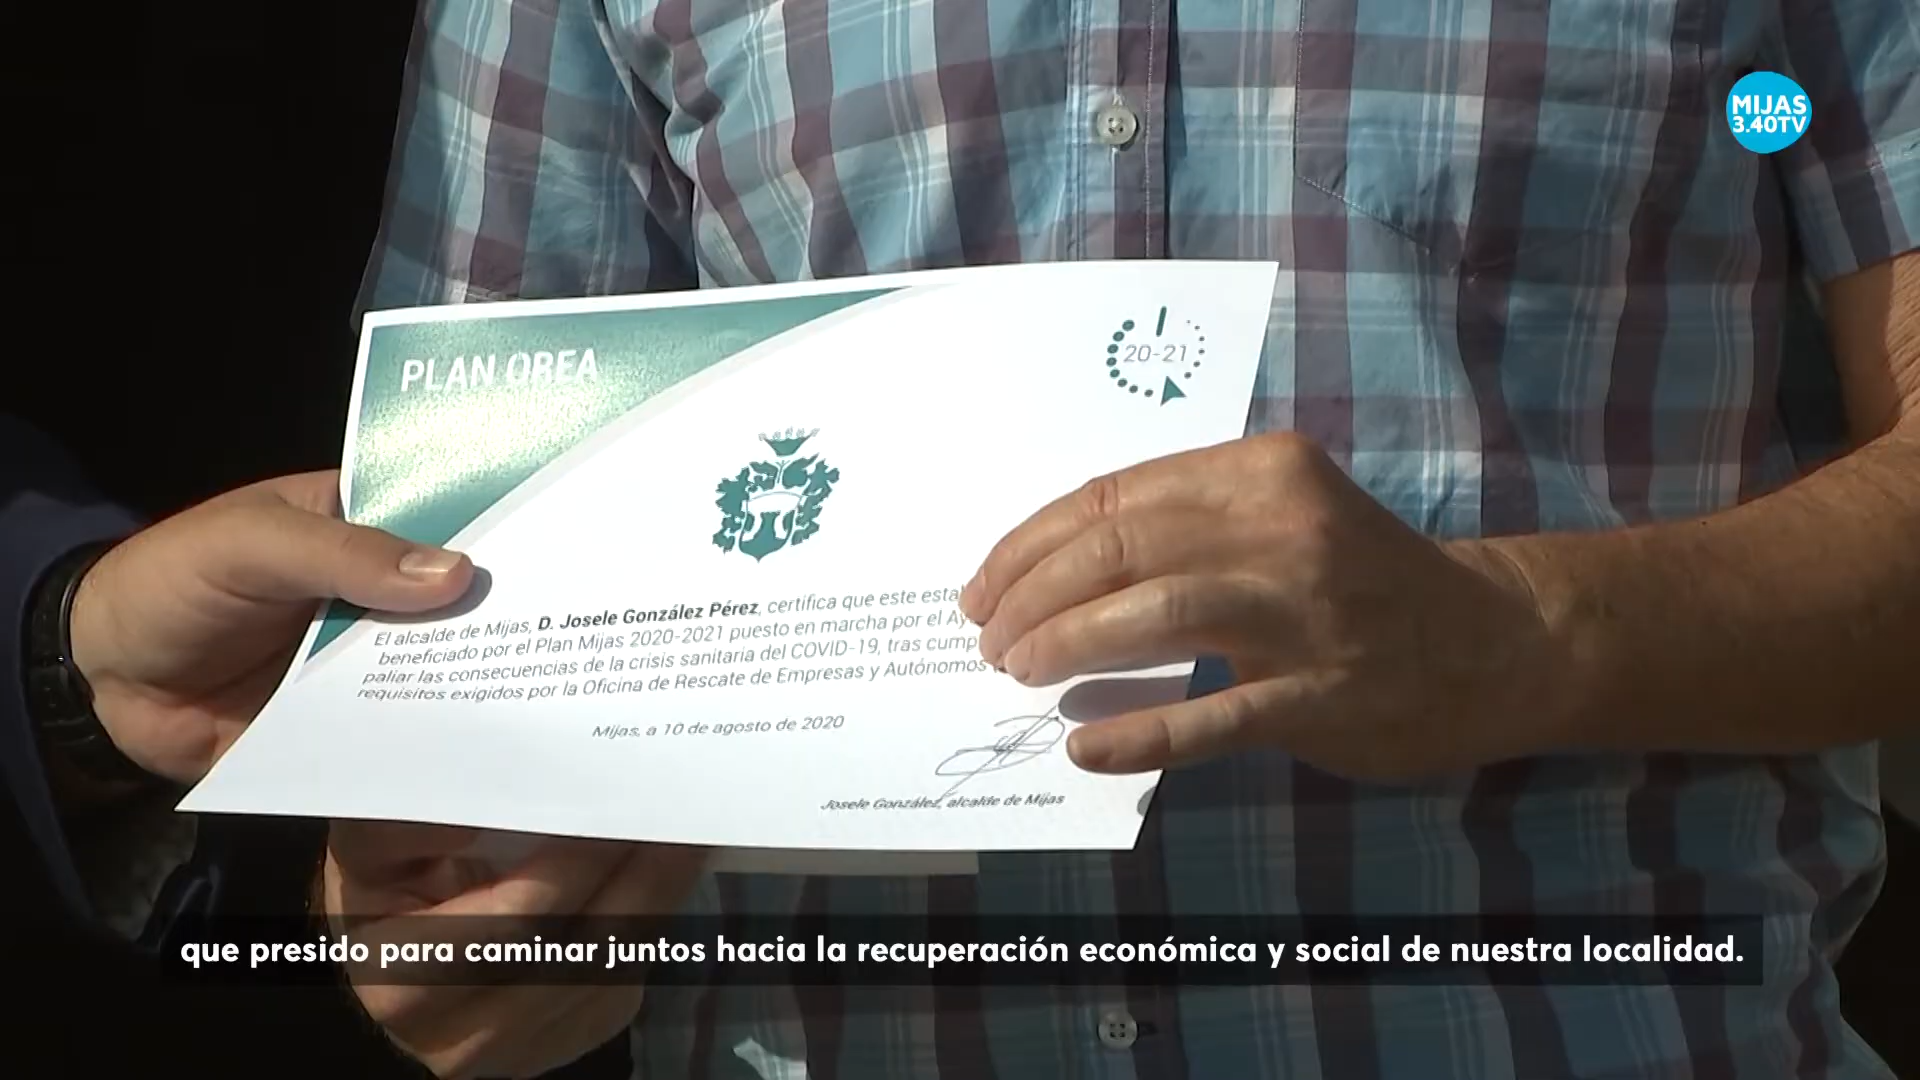 MIJAS
3.40TV
PLAN OREA
20-21
El alcalde de Mijas, D. Josele González Pérez, certifica que este
beneficiado por el Plan Mijas 2020-2021 puesto en marcha por el
paliar las consecuencias de la crisis sanitaria del COVID-19, tras
requisitos exigidos por la Oficina de Rescate de Empresas y Autónomos
Mijas, a 10 de agosto de 2020
Josele González, alcalde de Mijas
que presido para caminar juntos hacia la recuperación económica y social de nuestra localidad.